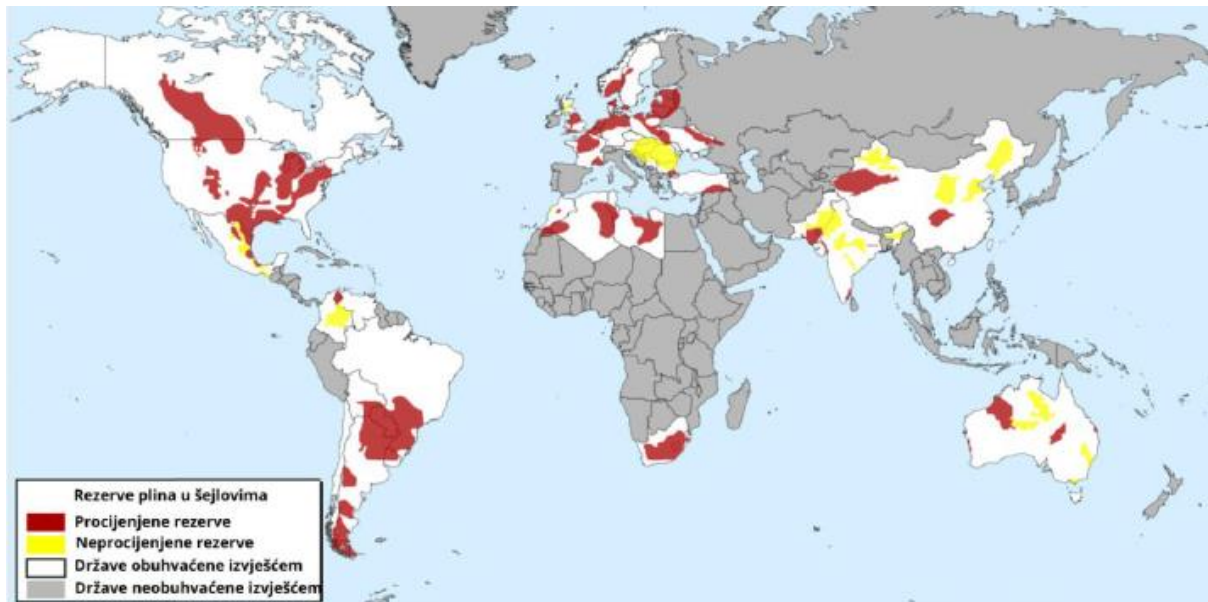 Rezerve plina u šejlovima
Procijenjene rezerve
Neprocijenjene rezerve
Države obuhvaćene izvješćem
Države neobuhvaćene izvješćem